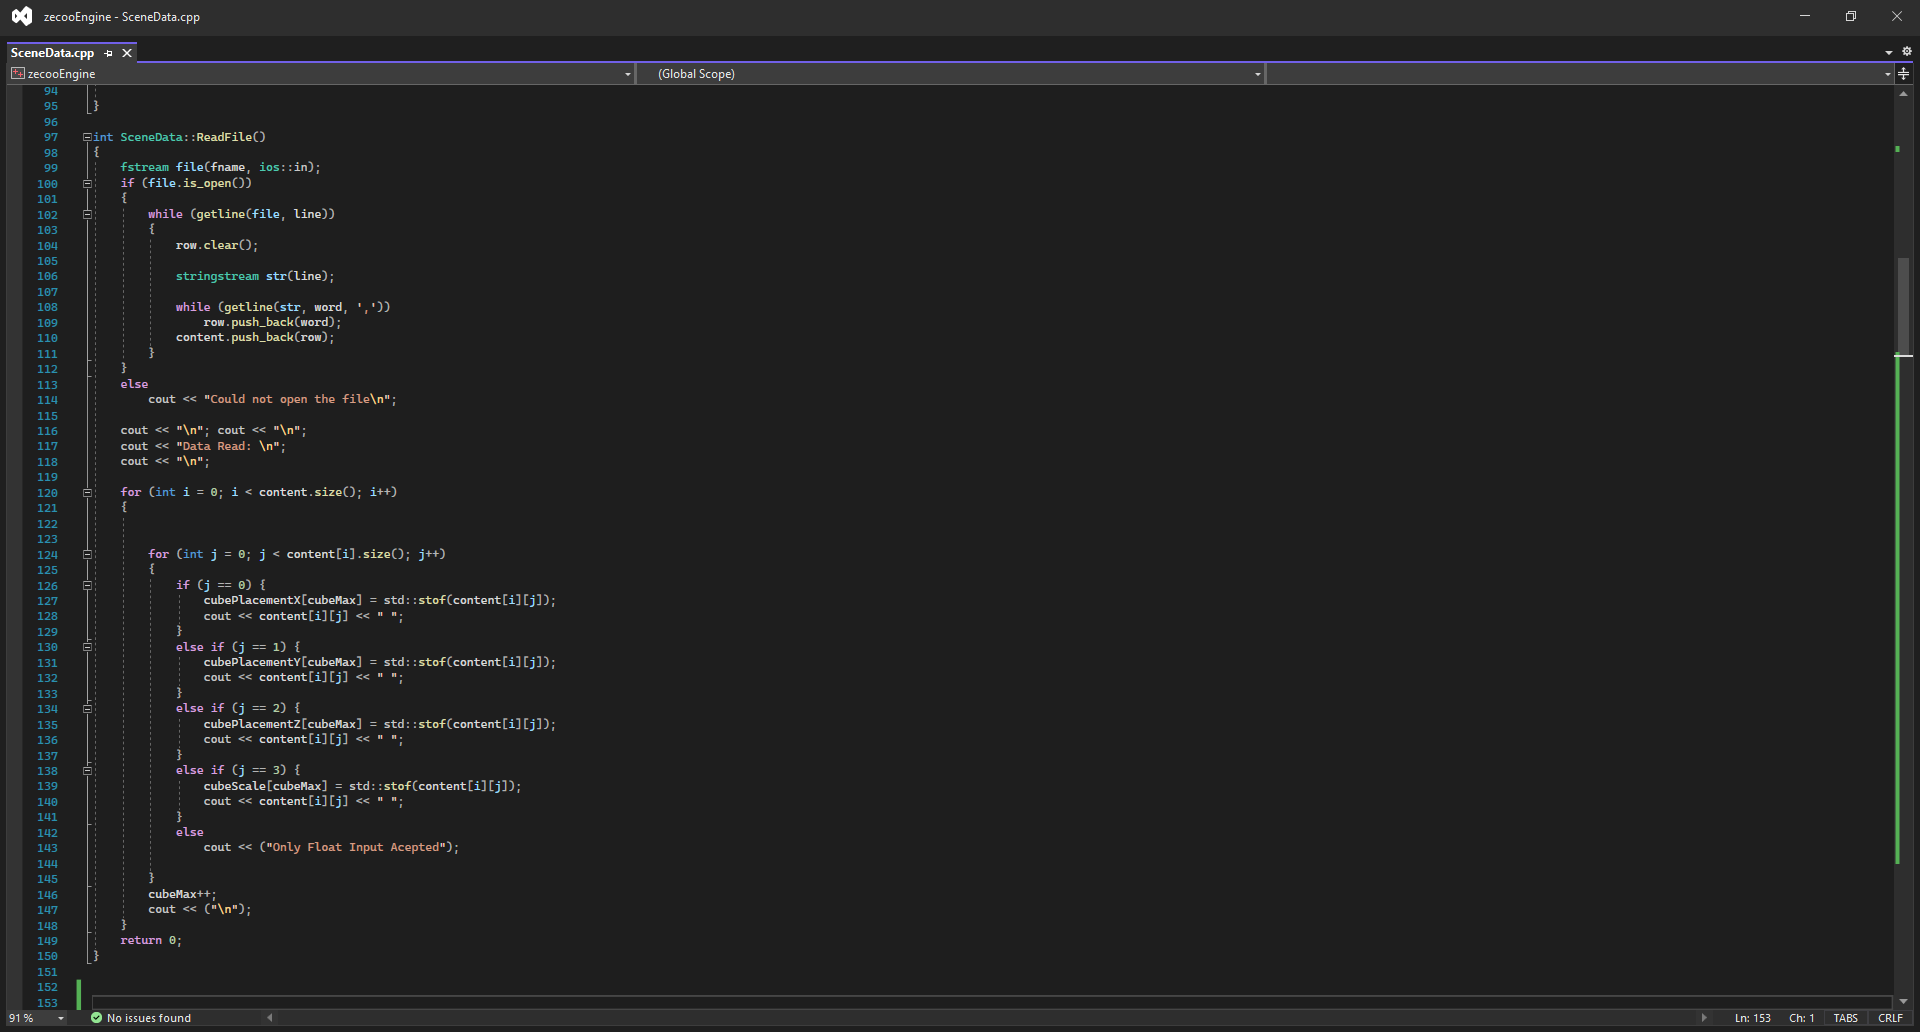 zecooEngine - SceneData.cpp
SceneData.cpp
zecooEngine
(Global Scope)
94
95 }
96
97 int SceneData::ReadFile()
98 {
99 fstream file(fname, ios::in);
100 if (file.is_open())
101 {
102 while (getline(file, line))
103 {
104 row.clear();
105
106 stringstream str(line);
107
108 while (getline(str, word, ','))
109 row.push_back(word);
110 content.push_back(row);
111 }
112 }
113 else
114 cout << "Could not open the file\n";
115
116 cout << "\n"; cout << "\n";
117 cout << "Data Read: \n";
118 cout << "\n";
119
120 for (int i = 0; i < content.size(); i++)
121 {
122
123
124 for (int j = 0; j < content[i].size(); j++)
125 {
126 if (j == 0) {
127 cubePlacementX[cubeMax] = std::stof(content[i][j]);
128 cout << content[i][j] << " ";
129 }
130 else if (j == 1) {
131 cubePlacementY[cubeMax] = std::stof(content[i][j]);
132 cout << content[i][j] << " ";
133 }
134 else if (j == 2) {
135 cubePlacementZ[cubeMax] = std::stof(content[i][j]);
136 cout << content[i][j] << " ";
137 }
138 else if (j == 3) {
139 cubeScale[cubeMax] = std::stof(content[i][j]);
140 cout << content[i][j] << " ";
141 }
142 else
143 cout << ("Only Float Input Acepted");
144
145 }
146 cubeMax++;
147 cout << ("\n");
148 }
149 return 0;
150 }
151
152
153
91 %
No issues found
Ln: 153
Ch: 1
TABS
CRLF